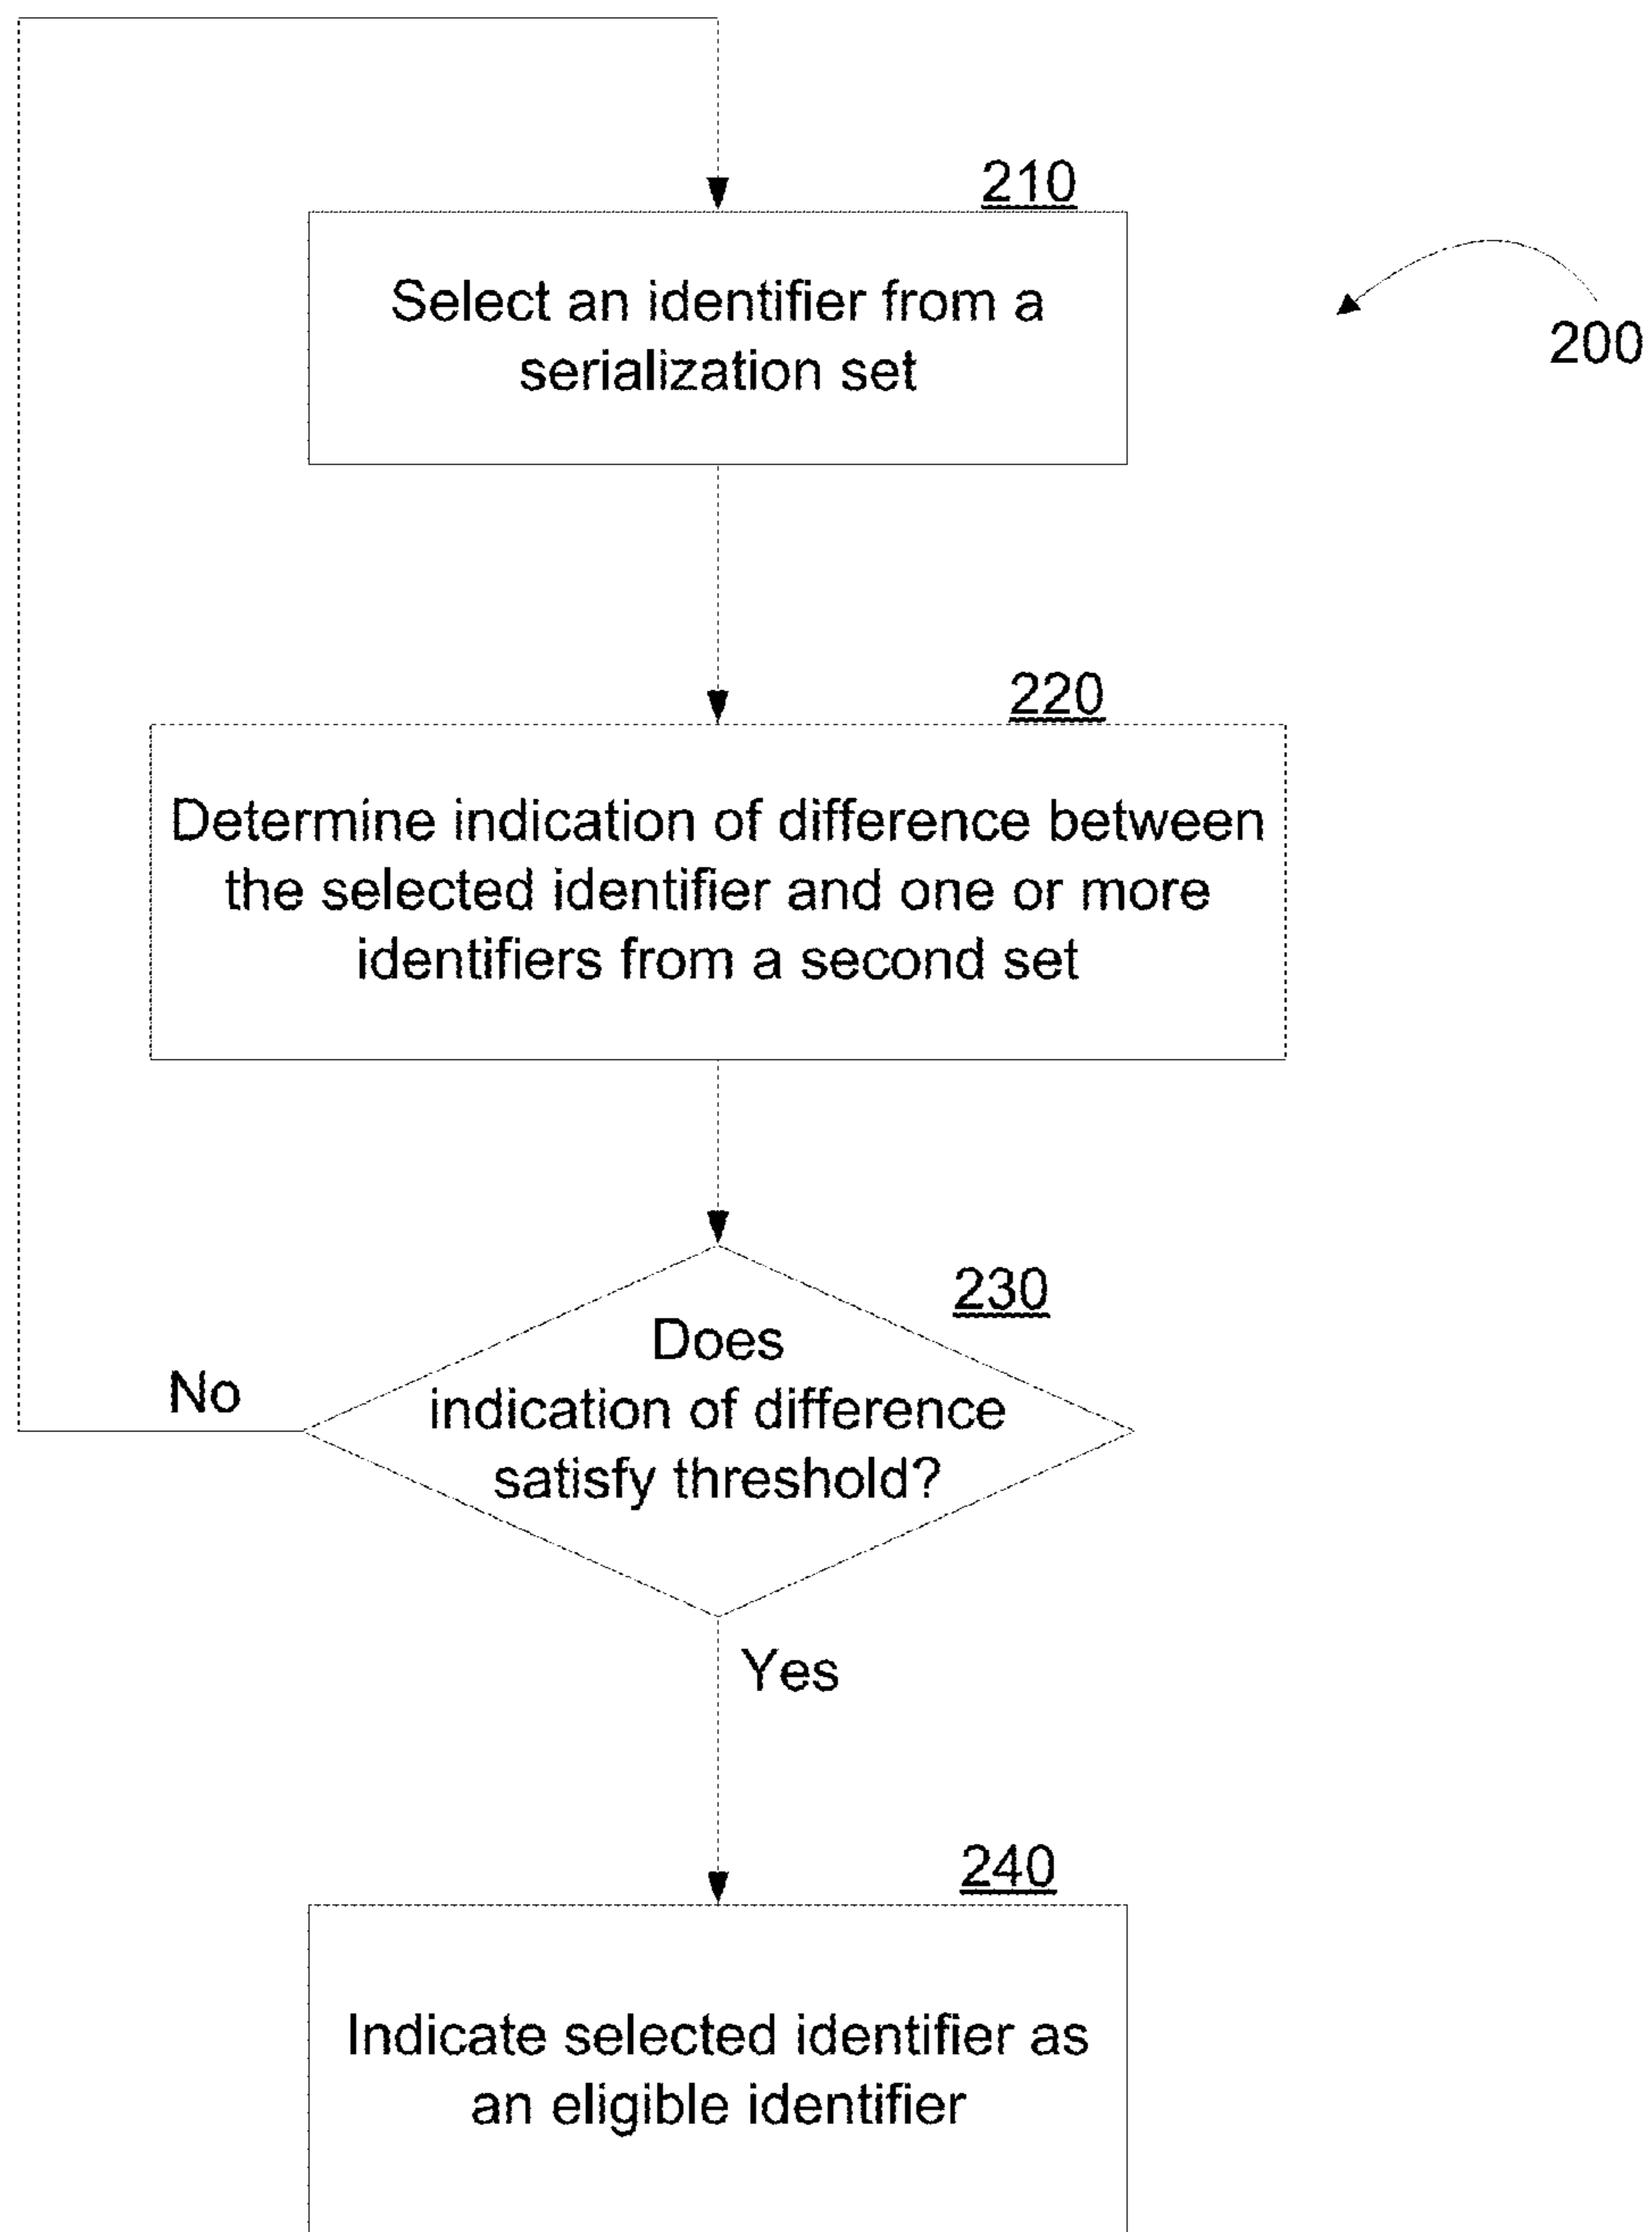 210
Select an identifier from a
serialization set
200
220
Determine indication of difference between
the selected identifier and one or more
identifiers from a second set
230
Does
indication of difference
satisfy threshold?
No
Yes
240
Indicate selected identifier as
an eligible identifier